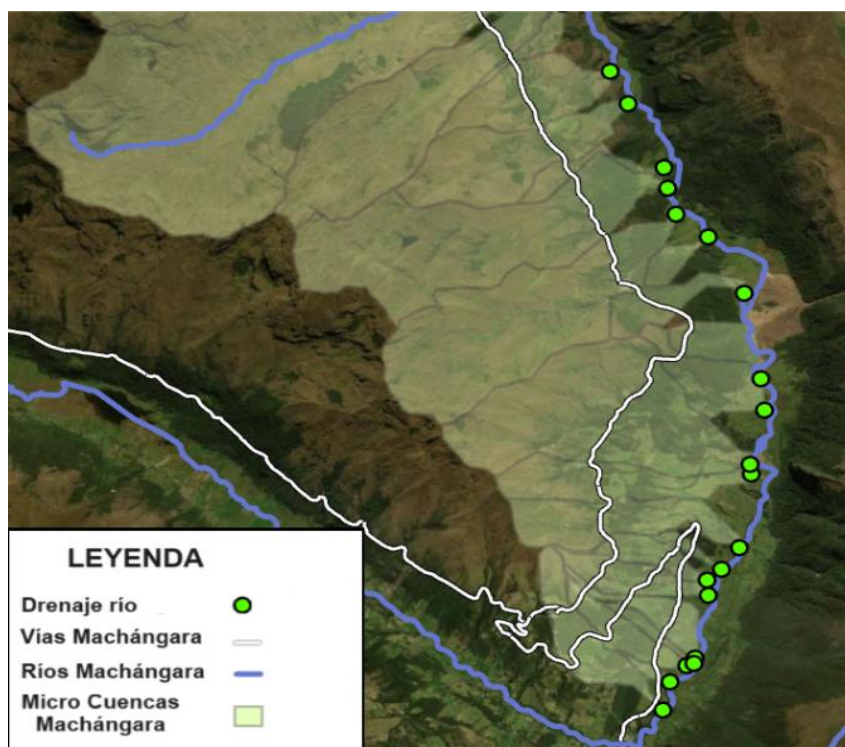 LEYENDA
Drenaje río
Vías Machángara
Ríos Machángara
Micro Cuencas
Machángara